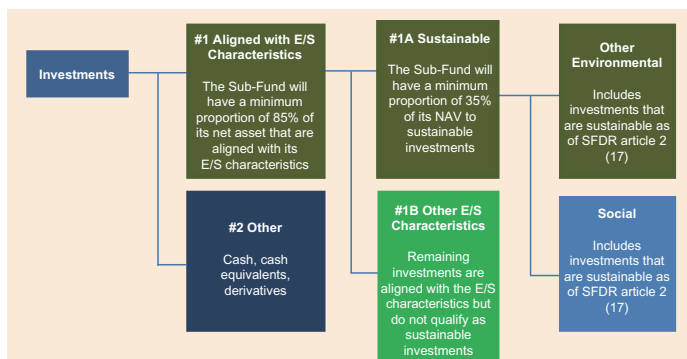 Investments
#1 Aligned with E/S
Characteristics
The Sub-Fund will
have a minimum
proportion of 85% of
its net asset that are
aligned with its
E/S characteristics
#2 Other
Cash, cash
equivalents,
derivatives
#1A Sustainable
The Sub-Fund will
have a minimum
proportion of 35%
of its NAV to
sustainable
investments
#1B Other E/S
Characteristics
Remaining
investments are
aligned with the E/S
characteristics but
do not qualify as
sustainable
investments
Other
Environmental
Includes
investments that
are sustainable as
of SFDR article 2
(17)
Social
Includes
investments that
are sustainable as
of SFDR article 2
(17)